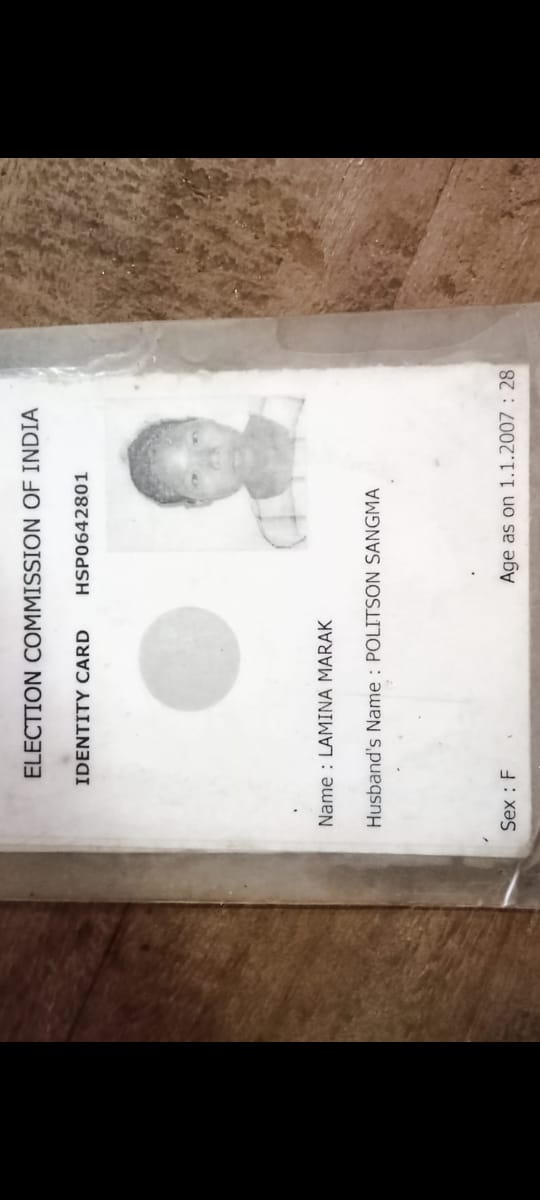 ELECTION COMMISSION OF INDIA
IDENTITY CARD HSP0642801
Name : LAMINA MARAK
Husband's Name : POLITSON SANGMA
Sex : F Age as on 1.1.2007 : 28